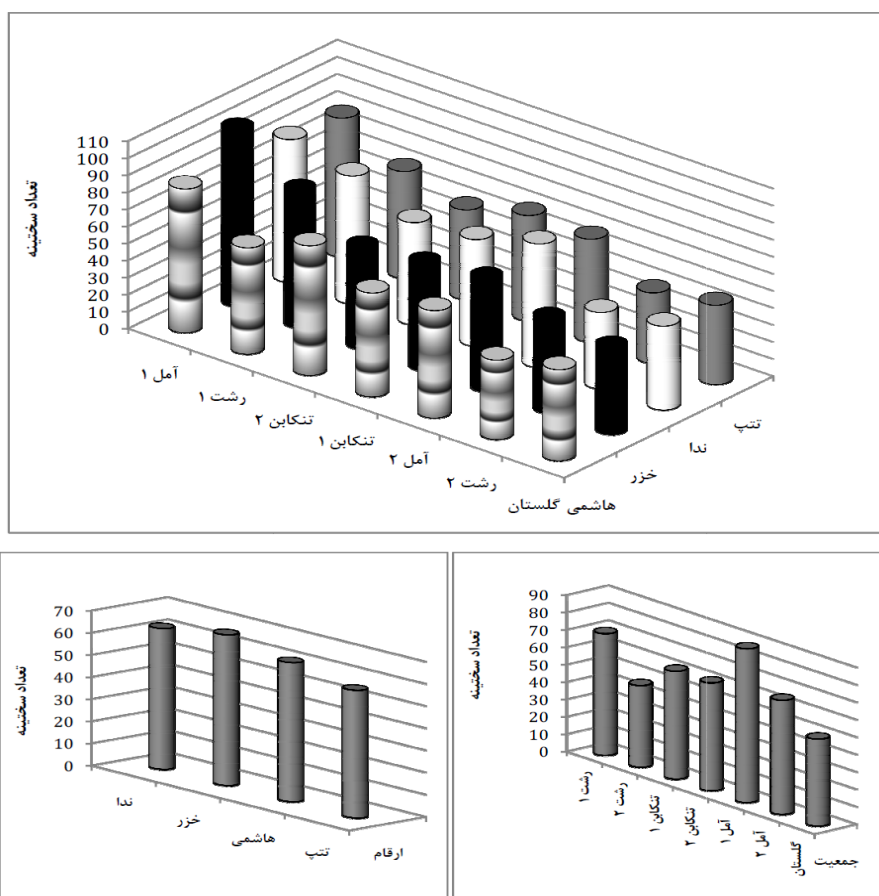 تعداد سختینه
110
100
90
80
70
60
50
40
30
20
10
0
آمل ۱
رشت ۱
تنکابن ۲
تنکابن ۱
آمل ۲
رشت ۲
هاشمی گلستان
خزر
ندا
تتپ
تعداد سختینه
70
60
50
40
30
20
10
0
ندا
خزر
هاشمی
تتپ
ارقام
تعداد سختینه
90
80
70
60
50
40
30
20
10
0
رشت ۱
رشت ۲
تنکابن ۱
تنکابن ۲
آمل ۱
آمل ۲
گلستان
جمعیت